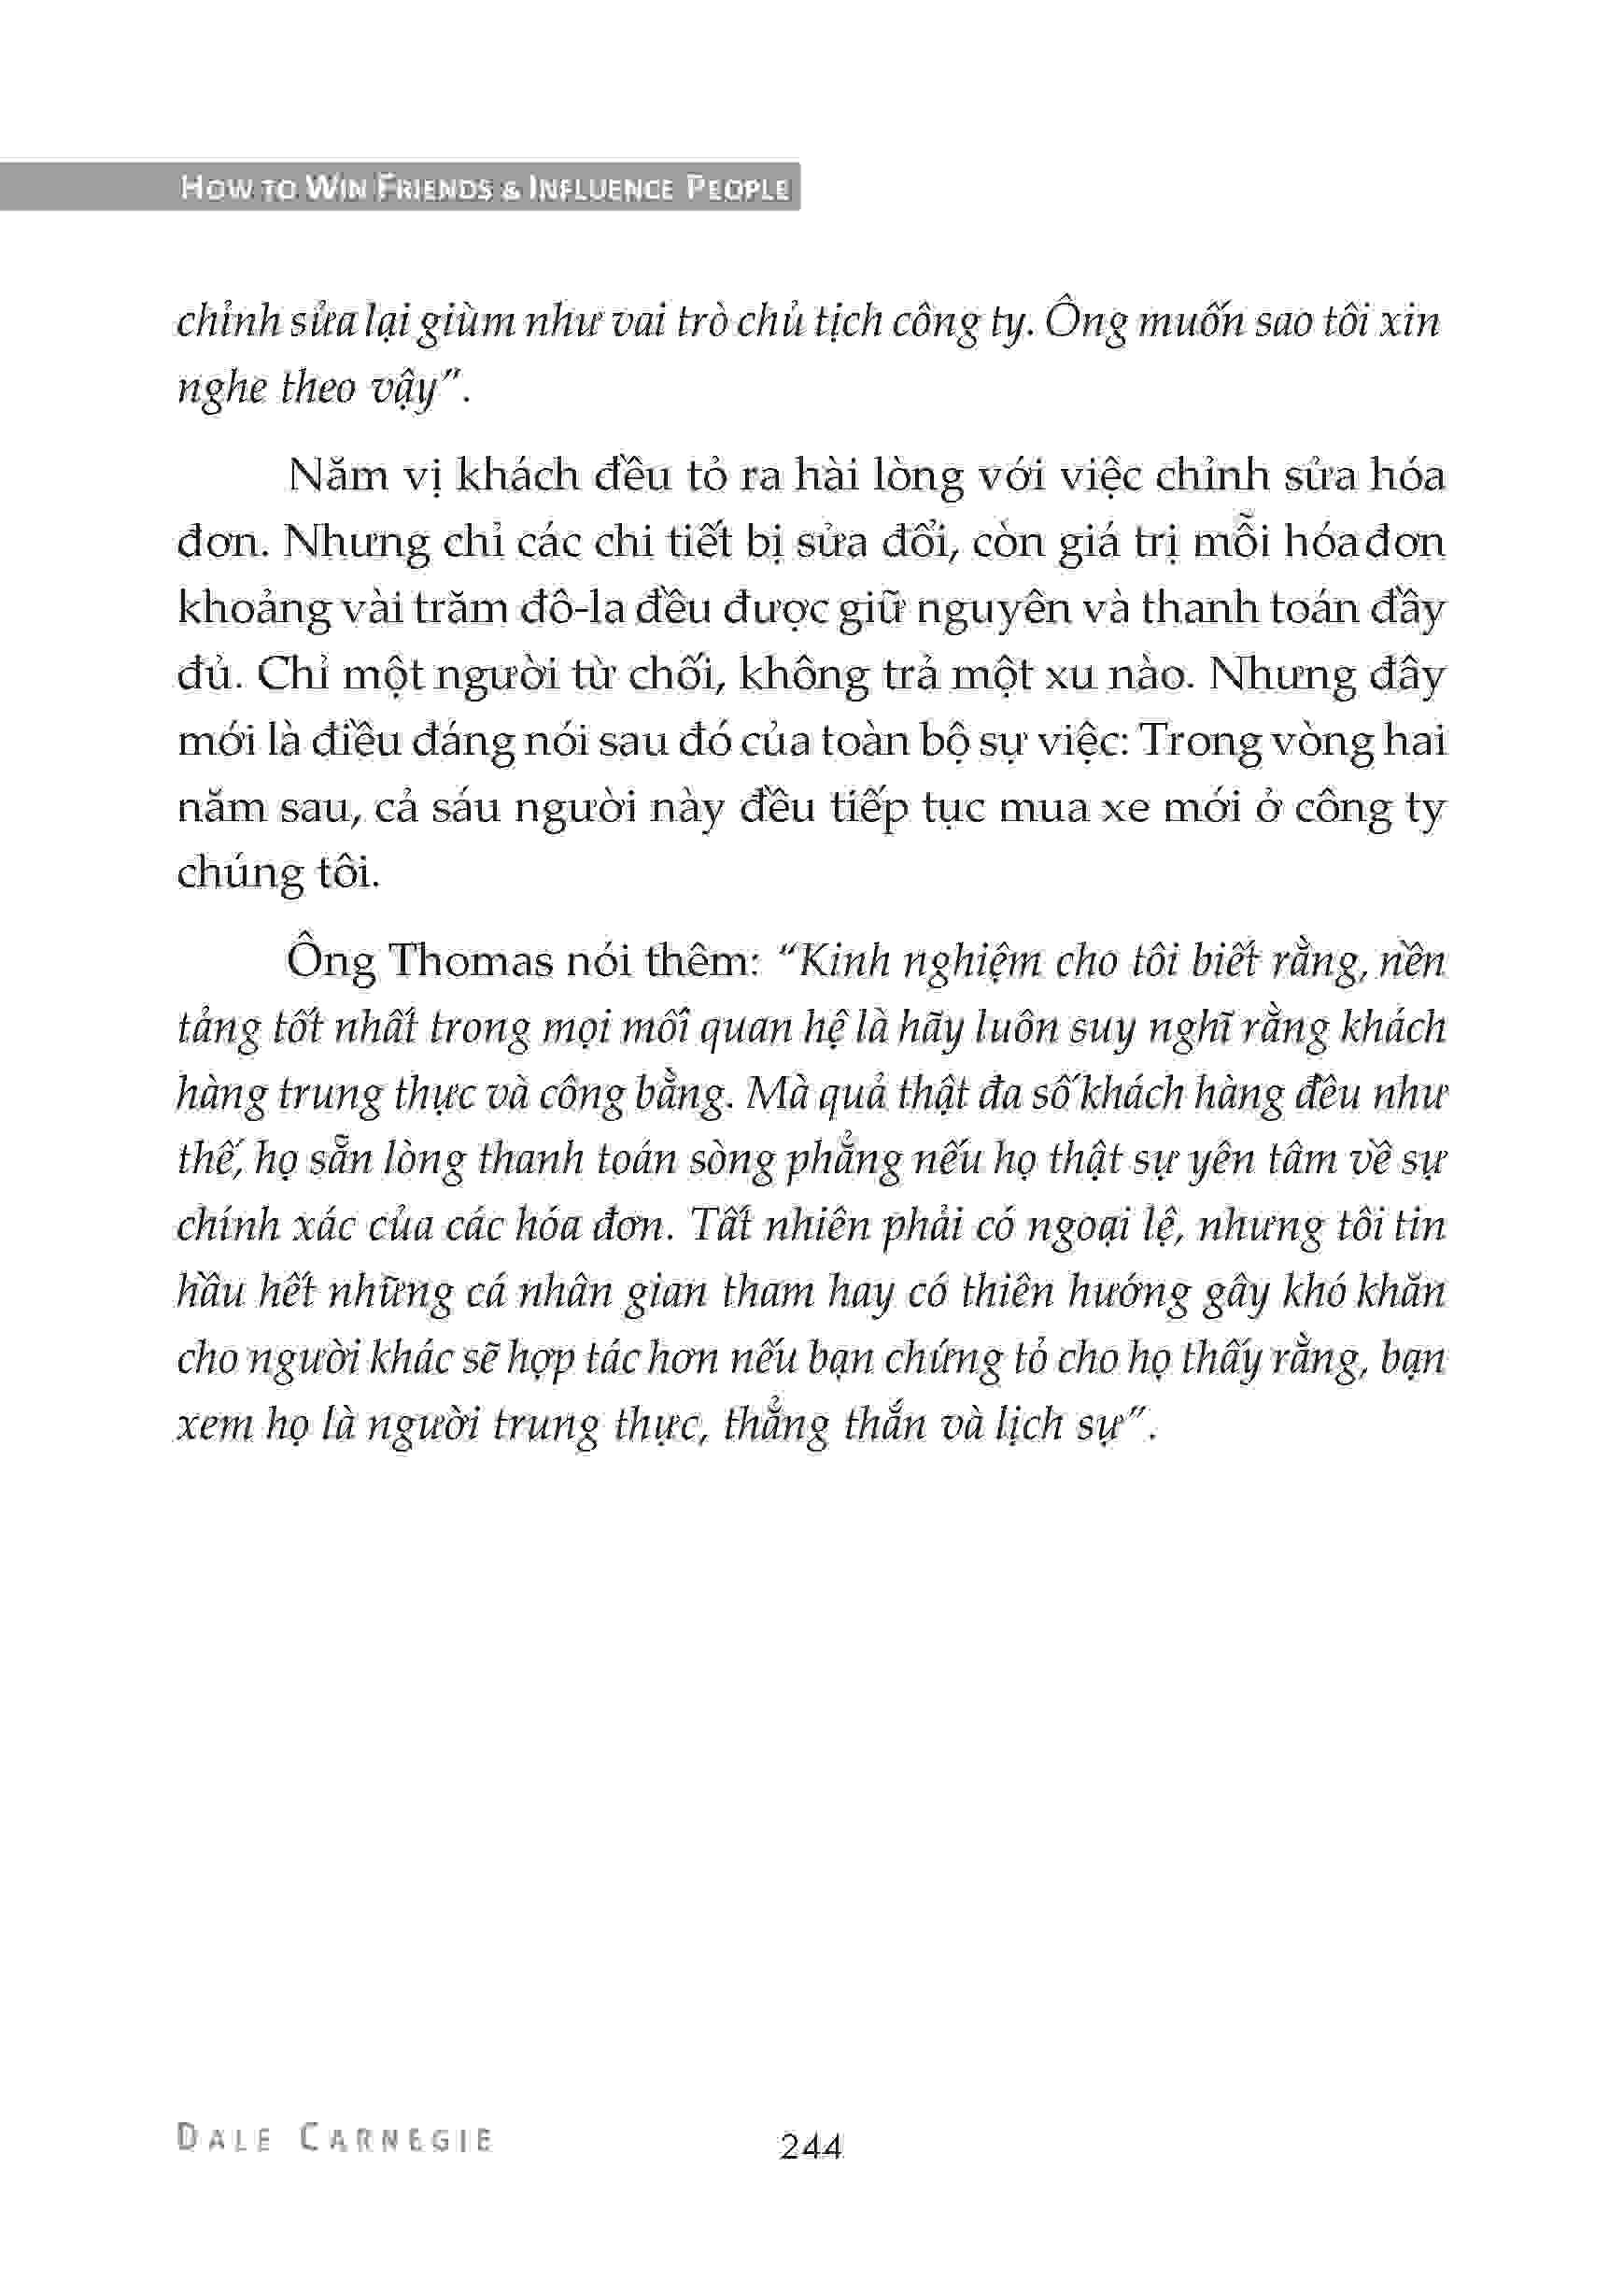 HOW TO WIN FRIENDS & INFLUENCE PEOPLE
chỉnh sửa lại giùm như vai trò chủ tịch công ty. Ông muốn sao tôi xin
nghe theo vậy”.
Năm vị khách đều tỏ ra hài lòng với việc chỉnh sửa hóa
đơn. Nhưng chỉ các chi tiết bị sửa đổi, còn giá trị mỗi hóa đơn
khoảng vài trăm đô-la đều được giữ nguyên và thanh toán đầy
đủ. Chỉ một người từ chối, không trả một xu nào. Nhưng đây
mới là điều đáng nói sau đó của toàn bộ sự việc: Trong vòng hai
năm sau, cả sáu người này đều tiếp tục mua xe mới ở công ty
chúng tôi.
Ông Thomas nói thêm: “Kinh nghiệm cho tôi biết rằng, nền
tảng tốt nhất trong mọi mối quan hệ là hãy luôn suy nghĩ rằng khách
hàng trung thực và công bằng. Mà quả thật đa số khách hàng đều như
thế, họ sẵn lòng thanh toán sòng phẳng nếu họ thật sự yên tâm về sự
chính xác của các hóa đơn. Tất nhiên phải có ngoại lệ, nhưng tôi tin
hầu hết những cá nhân gian tham hay có thiên hướng gây khó khăn
cho người khác sẽ hợp tác hơn nếu bạn chứng tỏ cho họ thấy rằng, bạn
xem họ là người trung thực, thẳng thắn và lịch sự”.
DALE CARNEGIE
244